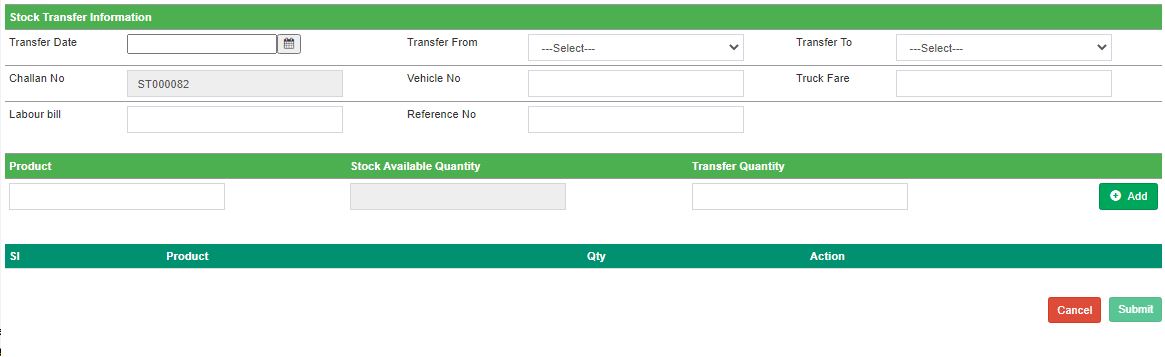 Stock Transfer Information
Transfer Date Transfer From ---Select--- Transfer To ---Select---
Challan No ST000082 Vehicle No Truck Fare
Labour bill Reference No
Product Stock Available Quantity Transfer Quantity
Add
Sl Product Qty Action
Cancel Submit